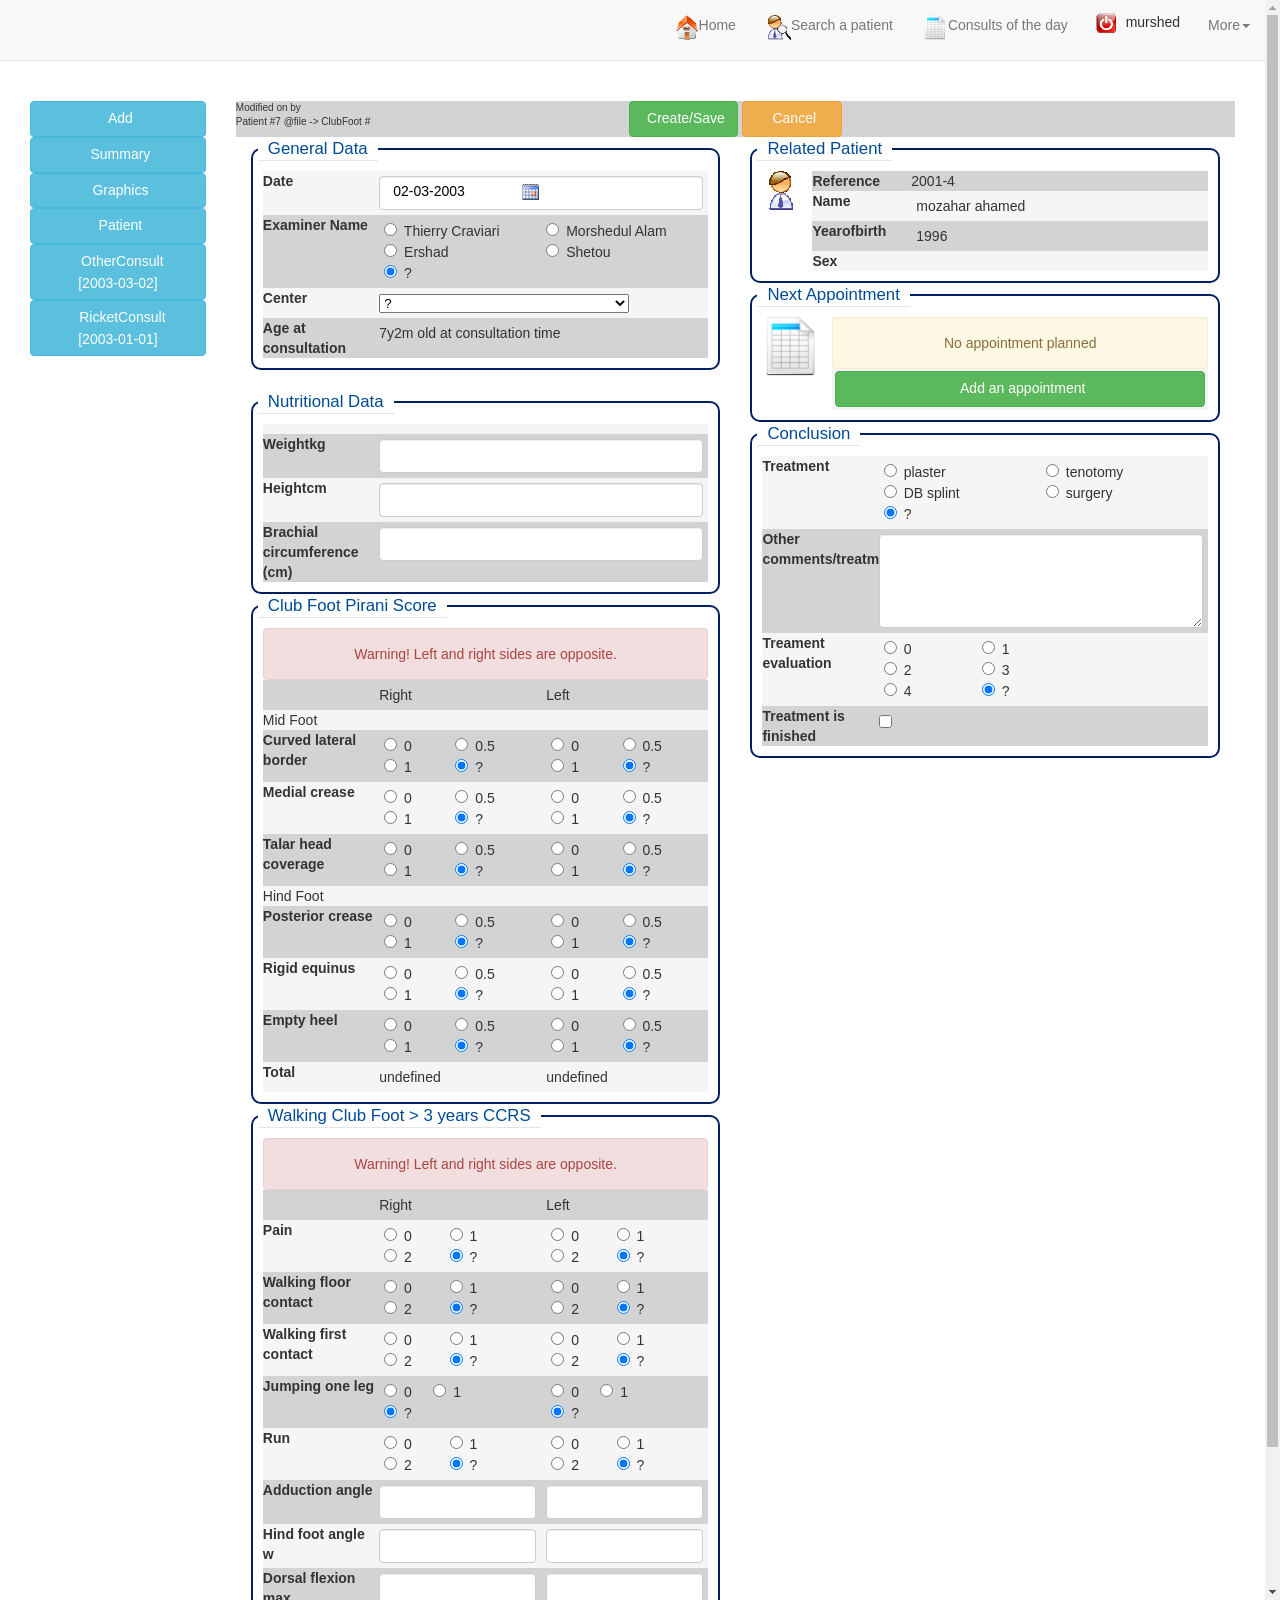 Home Search a patient Consults of the day murshed More
Add
Summary
Graphics
Patient
OtherConsult
[2003-03-02]
RicketConsult
[2003-01-01]
Modified on by
Patient #7 @file -> ClubFoot #
Create/Save Cancel
General Data
Date 02-03-2003
Examiner Name Thierry Craviari Morshedul Alam
Ershad Shetou
?
Center ?
Age at
consultation
7y2m old at consultation time
Nutritional Data
Weightkg
Heightcm
Brachial
circumference
(cm)
Club Foot Pirani Score
Warning! Left and right sides are opposite.
Right Left
Mid Foot
Curved lateral
border
0 0.5 0 0.5
1 ? 1 ?
Medial crease 0 0.5 0 0.5
1 ? 1 ?
Talar head
coverage
0 0.5 0 0.5
1 ? 1 ?
Hind Foot
Posterior crease 0 0.5 0 0.5
1 ? 1 ?
Rigid equinus 0 0.5 0 0.5
1 ? 1 ?
Empty heel 0 0.5 0 0.5
1 ? 1 ?
Total undefined undefined
Walking Club Foot > 3 years CCRS
Warning! Left and right sides are opposite.
Right Left
Pain 0 1 0 1
2 ? 2 ?
Walking floor
contact
0 1 0 1
2 ? 2 ?
Walking first
contact
0 1 0 1
2 ? 2 ?
Jumping one leg 0 1 0 1
? ?
Run 0 1 0 1
2 ? 2 ?
Adduction angle
Hind foot angle
w
Dorsal flexion
max
Related Patient
Reference 2001-4
Name mozahar ahamed
Yearofbirth 1996
Sex
Next Appointment
No appointment planned
Add an appointment
Conclusion
Treatment plaster tenotomy
DB splint surgery
?
Other
comments/treatm
Treament
evaluation
0 1
2 3
4 ?
Treatment is
finished